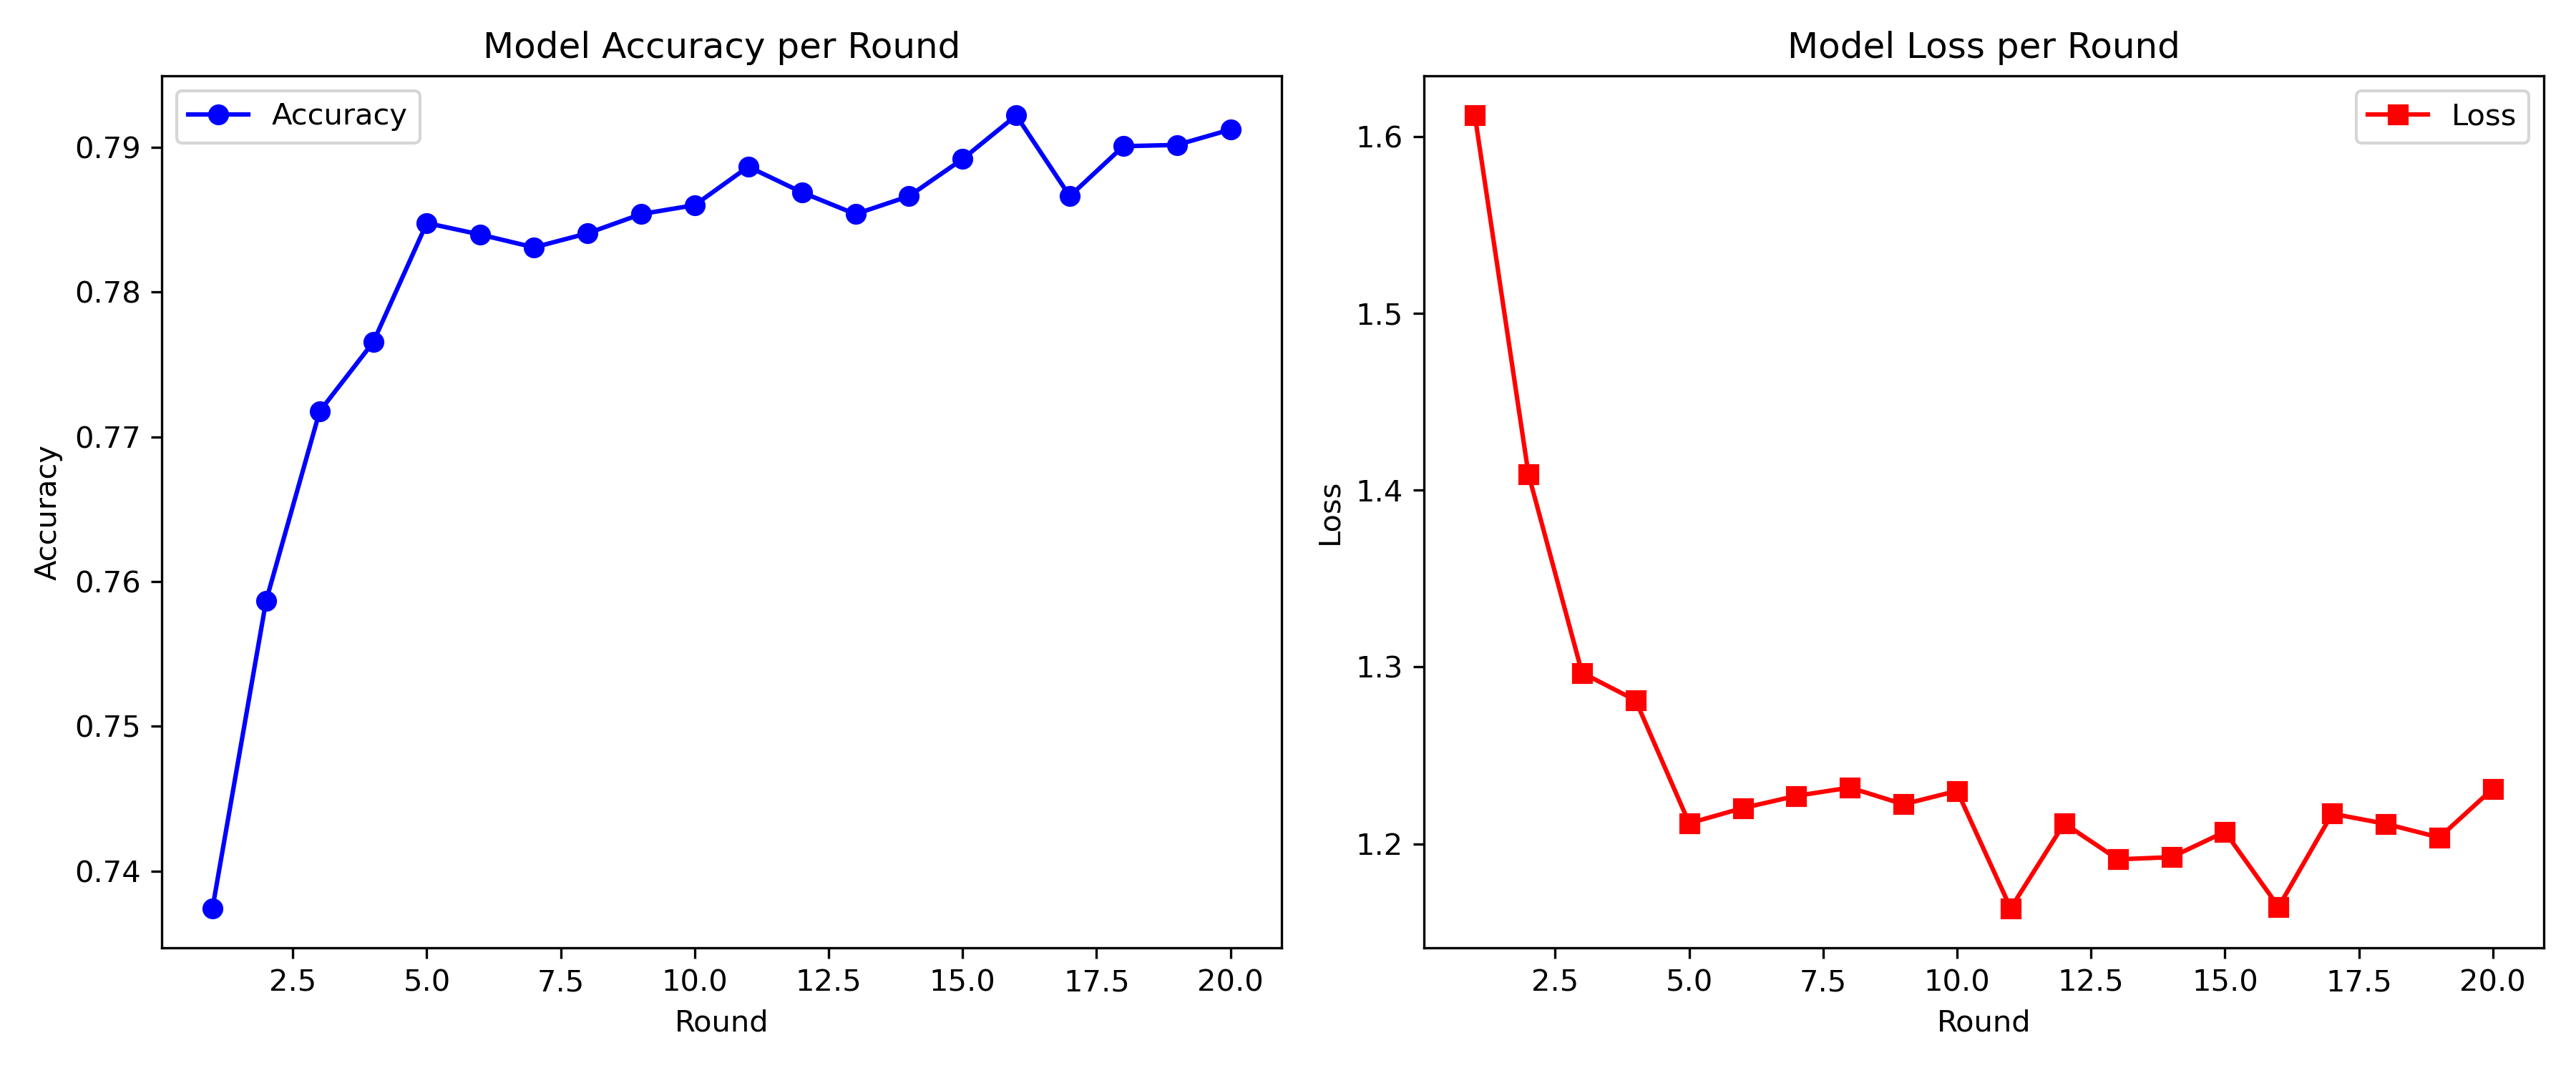 Model Accuracy per Round
Accuracy
0.79
0.78
0.77
0.76
0.75
0.74
Accuracy
2.5 5.0 7.5 10.0 12.5 15.0 17.5 20.0
Round
Model Loss per Round
Loss
1.6
1.5
1.4
1.3
1.2
Loss
2.5 5.0 7.5 10.0 12.5 15.0 17.5 20.0
Round